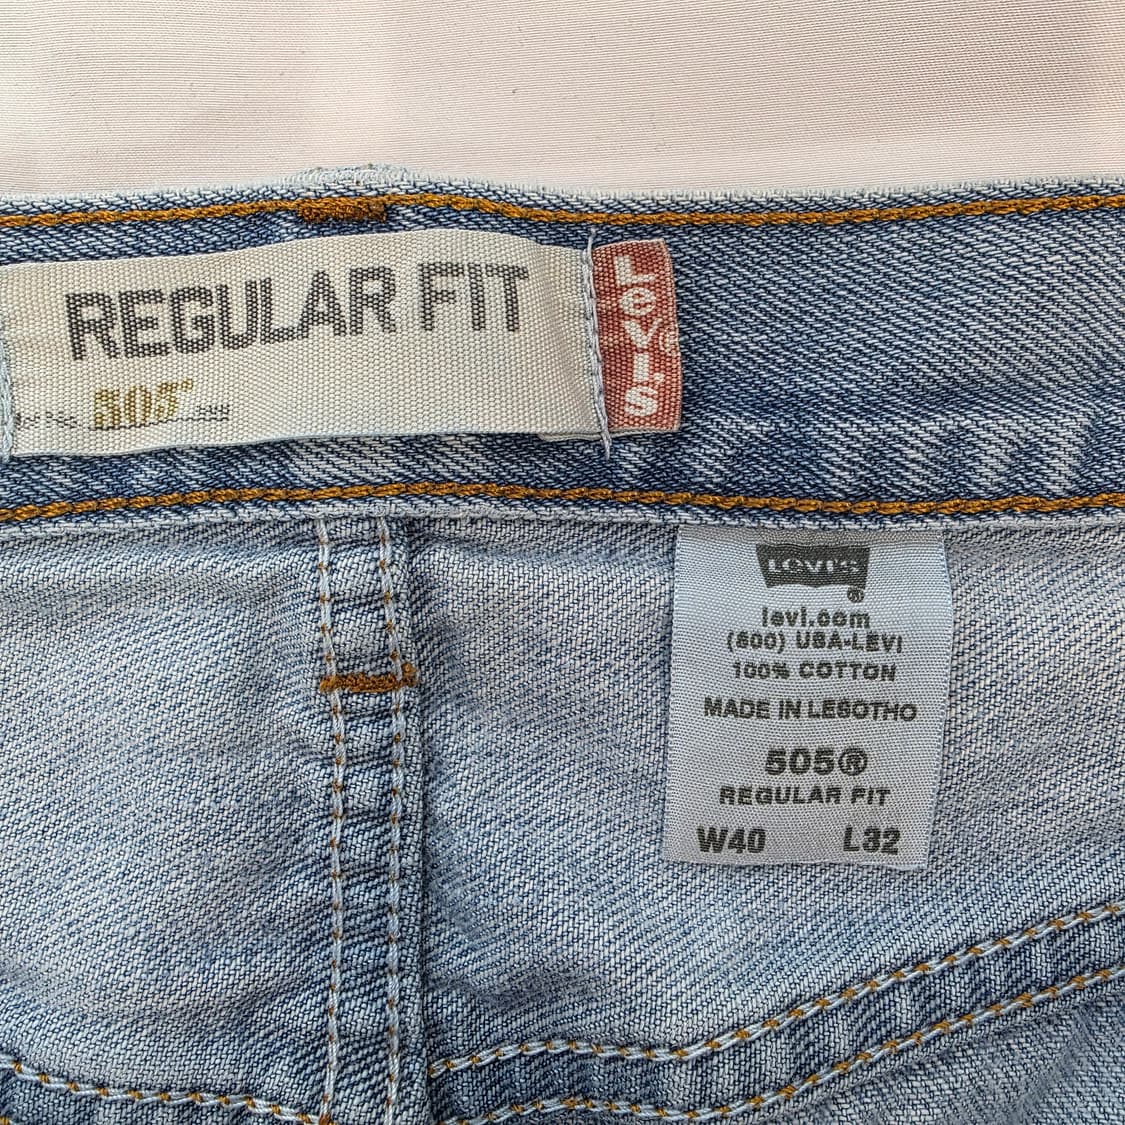 REGULAR FIT
505®
Levi's®
Levi's®
levi.com
(800) USA-LEVI
100% COTTON
MADE IN LESOTHO
505®
REGULAR FIT
W40 L32